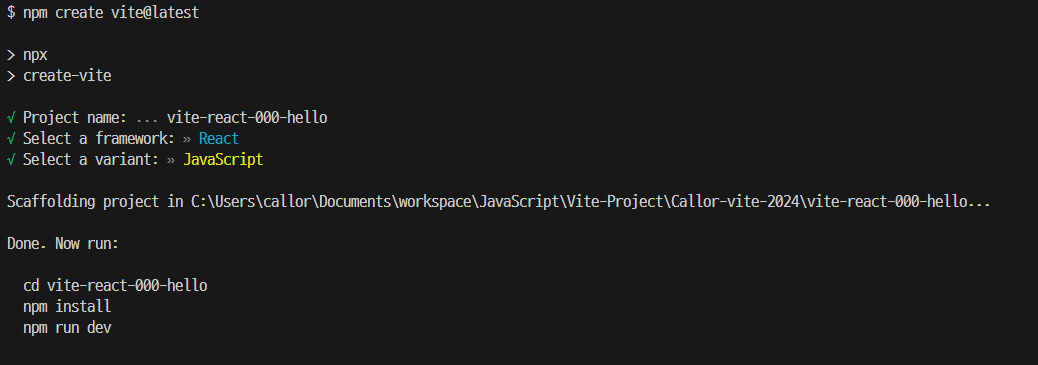 $ npm create vite@latest
> npx
> create-vite
√ Project name: ... vite-react-000-hello
√ Select a framework: » React
√ Select a variant: » JavaScript
Scaffolding project in C:\Users\callor\Documents\workspace\JavaScript\Vite-Project\Callor-vite-2024\vite-react-000-hello...
Done. Now run:
cd vite-react-000-hello
npm install
npm run dev